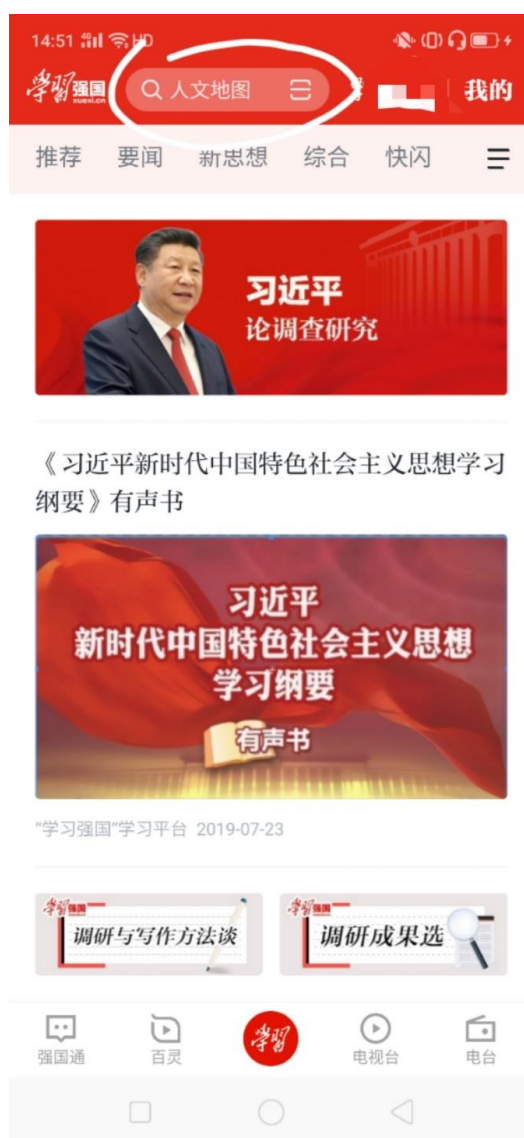 14:51 HD
学习强国
xuexi.cn
人文地图
我的
推荐 要闻 新思想 综合 快闪
习近平
论调查研究
《习近平新时代中国特色社会主义思想学习
纲要》有声书
习近平
新时代中国特色社会主义思想
学习纲要
有声书
“学习强国”学习平台 2019-07-23
学习强国
调研与写作方法谈
学习强国
调研成果选
学习
强国通 百灵 电视台 电台